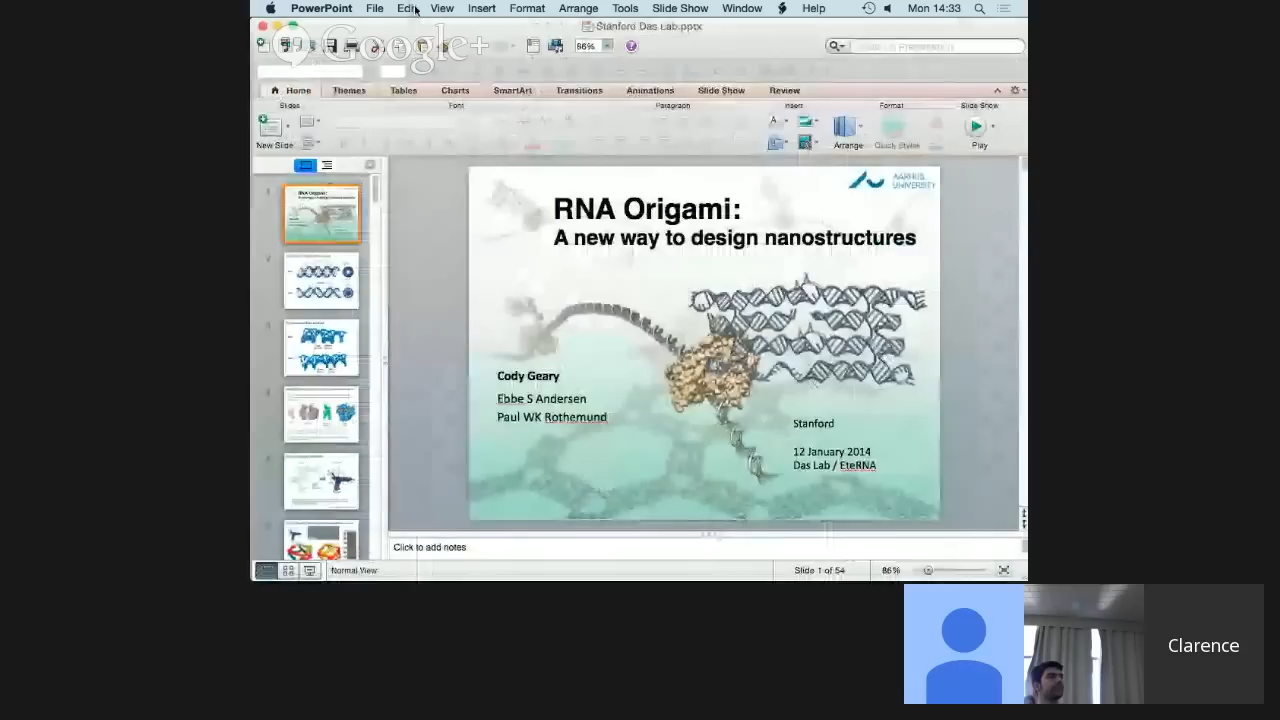 PowerPoint File Edit View Insert Format Arrange Tools Slide Show Window Help Mon 14:33
Stanford Das Lab.pptx
Google+
86%
Home Themes Tables Charts SmartArt Transitions Animations Slide Show Review
Slides Font Paragraph Insert Format Slide Show
New Slide Arrange Quick Styles Play
AARHUS
UNIVERSITY
RNA Origami:
A new way to design nanostructures
Cody Geary
Ebbe S Andersen
Paul WK Rothemund
Stanford
12 January 2014
Das Lab / EteRNA
Click to add notes
Normal View Slide 1 of 54 86%
Clarence